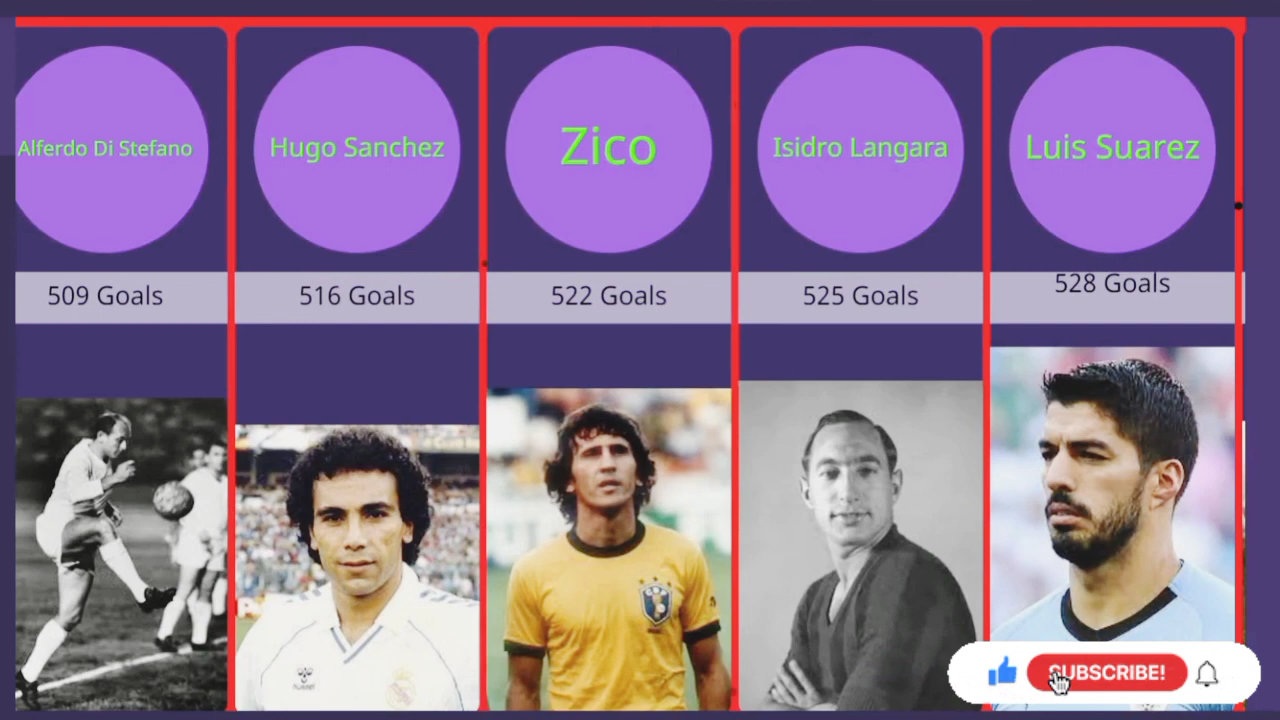 Alferdo Di Stefano
Hugo Sanchez
Zico
Isidro Langara
Luis Suarez
509 Goals
516 Goals
522 Goals
525 Goals
528 Goals
hummel
SUBSCRIBE!